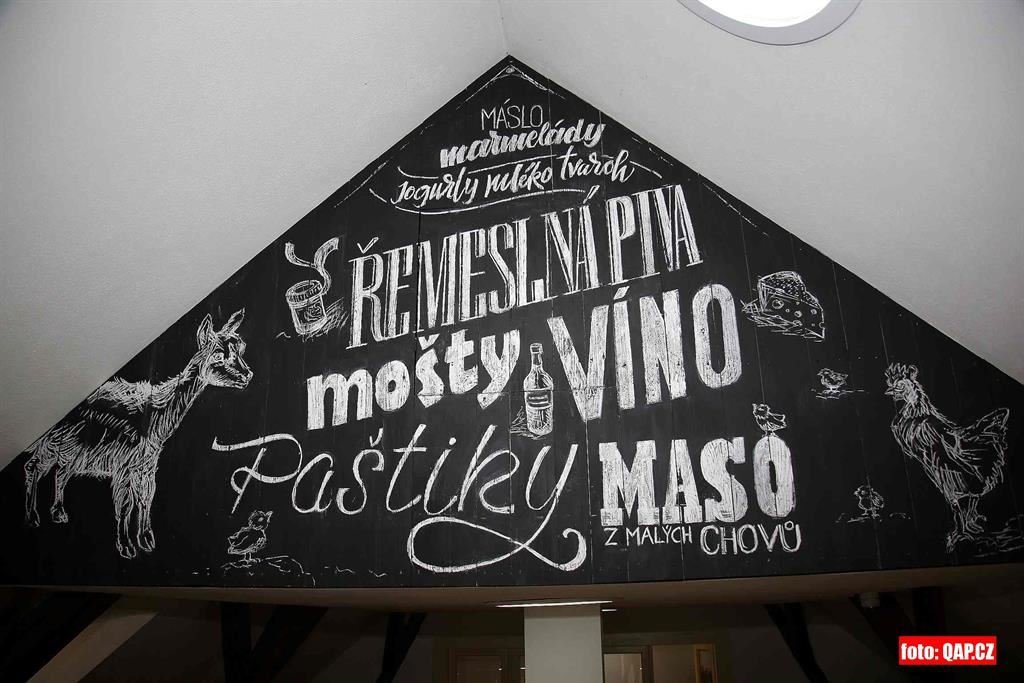 MÁSLO
marmelády
Jogurty mléko tvaroh
ŘEMESLNÁ PIVA
mošty VÍNO
Paštiky MASO
Z MALÝCH CHOVŮ
foto: QAP.CZ